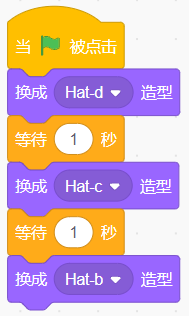 当 被点击
换成 Hat-d 造型
等待 1 秒
换成 Hat-c 造型
等待 1 秒
换成 Hat-b 造型